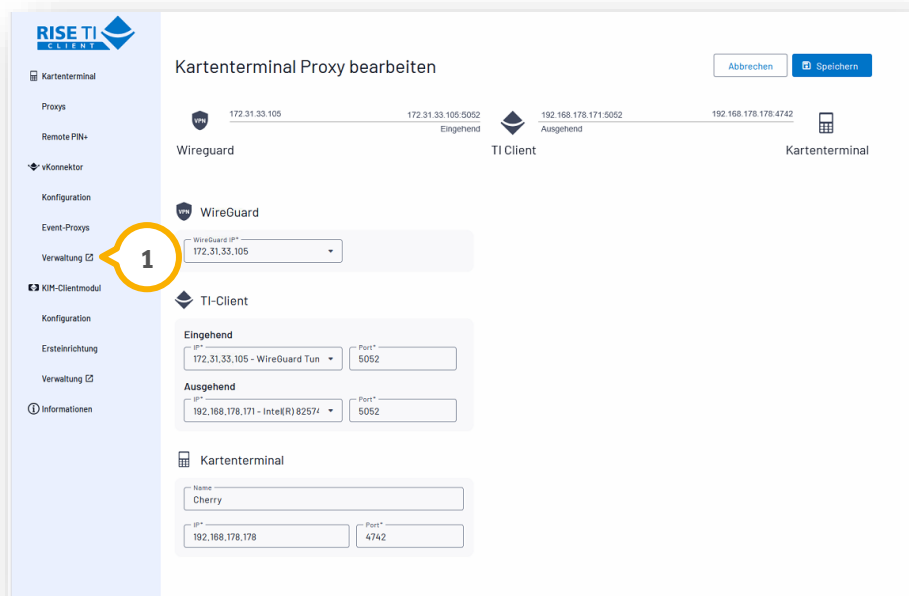 RISE TI
CLIENT
Kartenterminal
Proxys
Remote PIN+
vKonnektor
Konfiguration
Event-Proxys
Verwaltung
1
KIM-Clientmodul
Konfiguration
Ersteinrichtung
Verwaltung
Informationen
Kartenterminal Proxy bearbeiten
Abbrechen
Speichern
VPN
172.31.33.105
172.31.33.105:5052
Eingehend
192.168.178.171:5052
Ausgehend
192.168.178.178:4742
Wireguard
TI Client
Kartenterminal
VPN
WireGuard
WireGuard IP*
172.31.33.105
TI-Client
Eingehend
IP*
172.31.33.105 - WireGuard Tun
Port*
5052
Ausgehend
IP*
192.168.178.171 - Intel(R) 82574
Port*
5052
Kartenterminal
Name
Cherry
IP*
192.168.178.178
Port*
4742